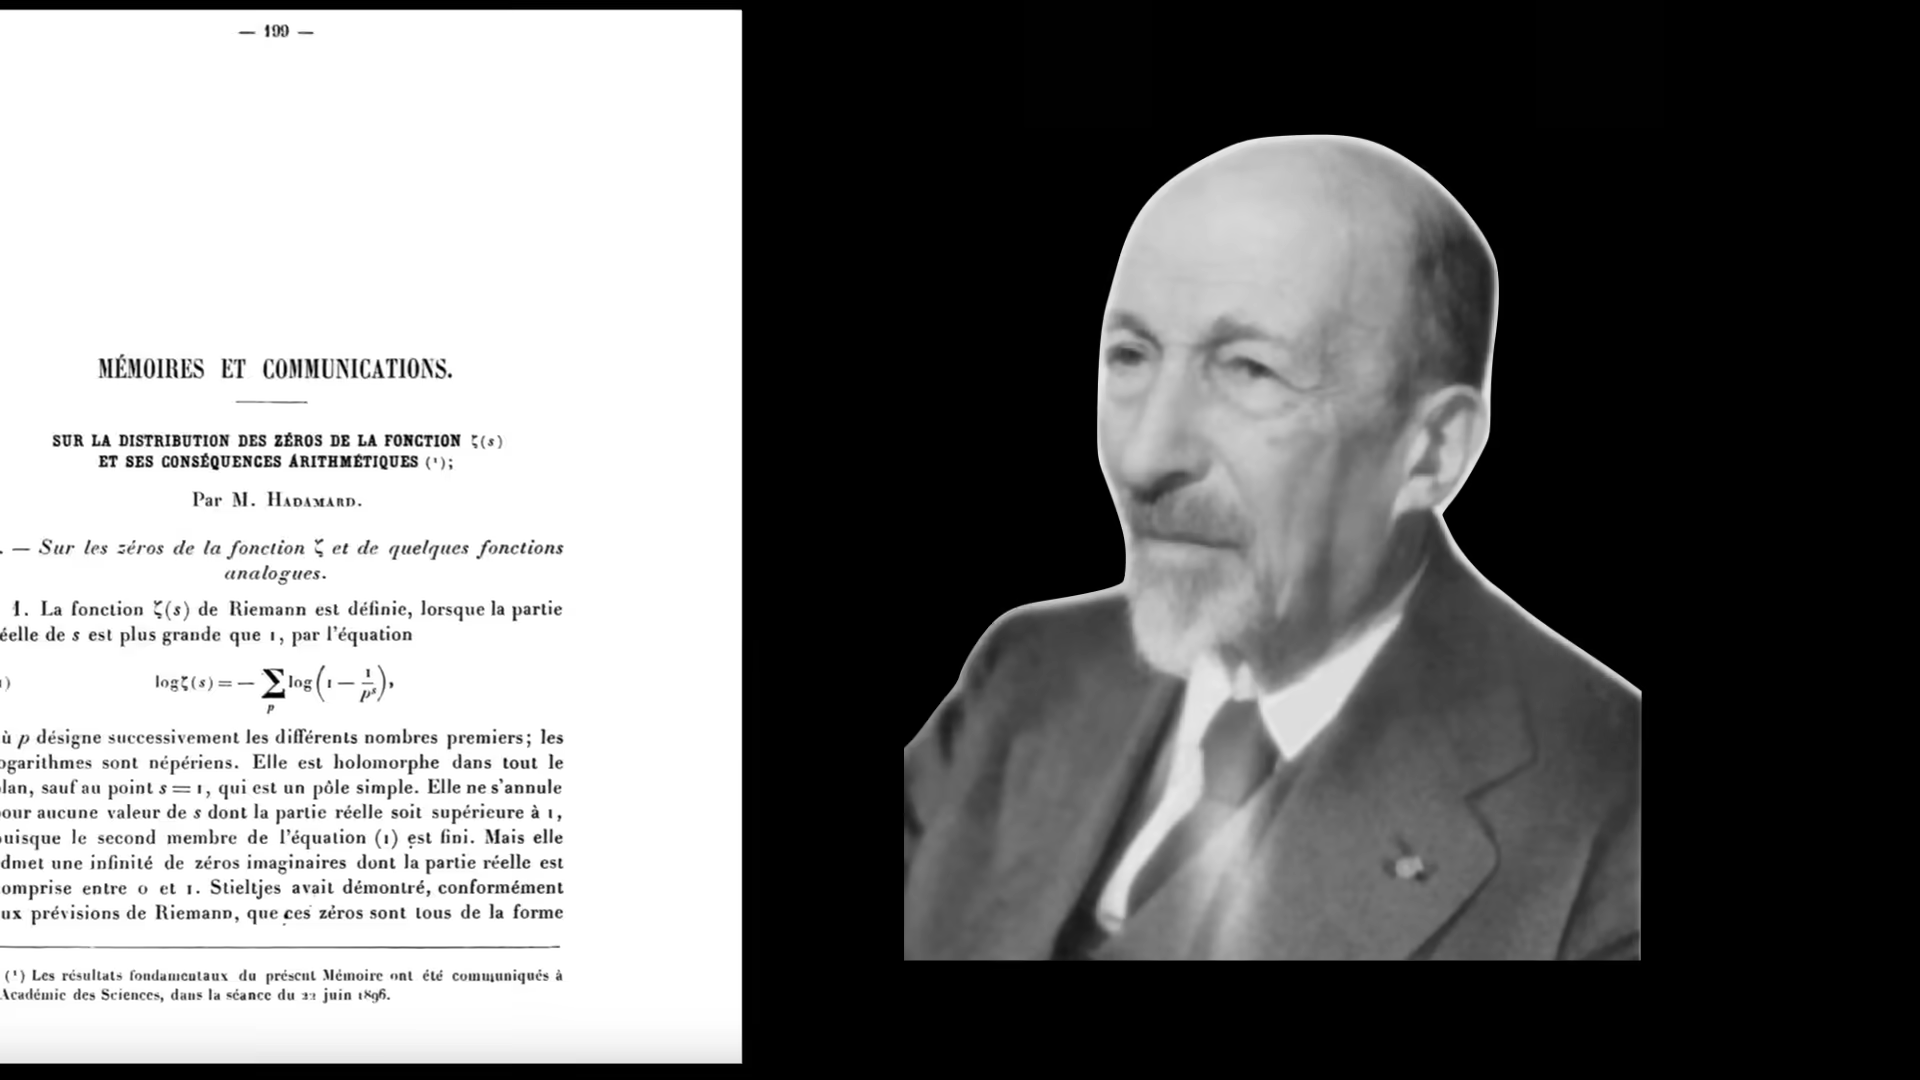 — 199 —
MÉMOIRES ET COMMUNICATIONS.
SUR LA DISTRIBUTION DES ZÉROS DE LA FONCTION ζ(s)
ET SES CONSÉQUENCES ARITHMÉTIQUES (¹);
Par M. HADAMARD.
. — Sur les zéros de la fonction ζ et de quelques fonctions
analogues.
1. La fonction ζ(s) de Riemann est définie, lorsque la partie
éelle de s est plus grande que 1, par l'équation
1) log ζ(s) = — ∑ₚ log(1 — 1/pˢ),
ù p désigne successivement les différents nombres premiers; les
ogarithmes sont népériens. Elle est holomorphe dans tout le
lan, sauf au point s = 1, qui est un pôle simple. Elle ne s'annule
our aucune valeur de s dont la partie réelle soit supérieure à 1,
uisque le second membre de l'équation (1) est fini. Mais elle
dmet une infinité de zéros imaginaires dont la partie réelle est
omprise entre 0 et 1. Stieltjes avait démontré, conformément
ux prévisions de Riemann, que ces zéros sont tous de la forme
(¹) Les résultats fondamentaux du présent Mémoire ont été communiqués à
Académie des Sciences, dans la séance du 22 juin 1896.